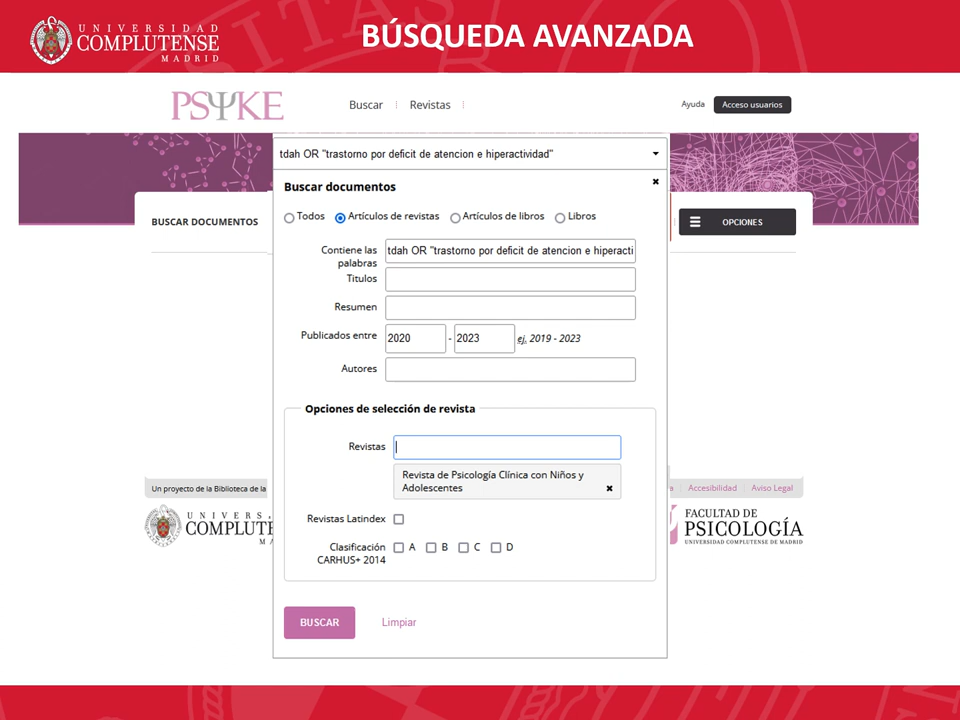 UNIVERSIDAD
COMPLUTENSE
MADRID
BÚSQUEDA AVANZADA
PSYKE
Buscar
Revistas
Ayuda
Acceso usuarios
tdah OR "trastorno por deficit de atencion e hiperactividad"
Buscar documentos
BUSCAR DOCUMENTOS
OPCIONES
Todos
Artículos de revistas
Artículos de libros
Libros
Contiene las
palabras
tdah OR "trastorno por deficit de atencion e hiperacti
Titulos
Resumen
Publicados entre
2020 - 2023 ej. 2019 - 2023
Autores
Opciones de selección de revista
Revistas
Revista de Psicología Clínica con Niños y
Adolescentes
Revistas Latindex
Clasificación
CARHUS+ 2014
A B C D
BUSCAR
Limpiar
Un proyecto de la Biblioteca de la
Accesibilidad
Aviso Legal
UNIVERS
COMPLUTE
FACULTAD DE
PSICOLOGÍA
UNIVERSIDAD COMPLUTENSE DE MADRID